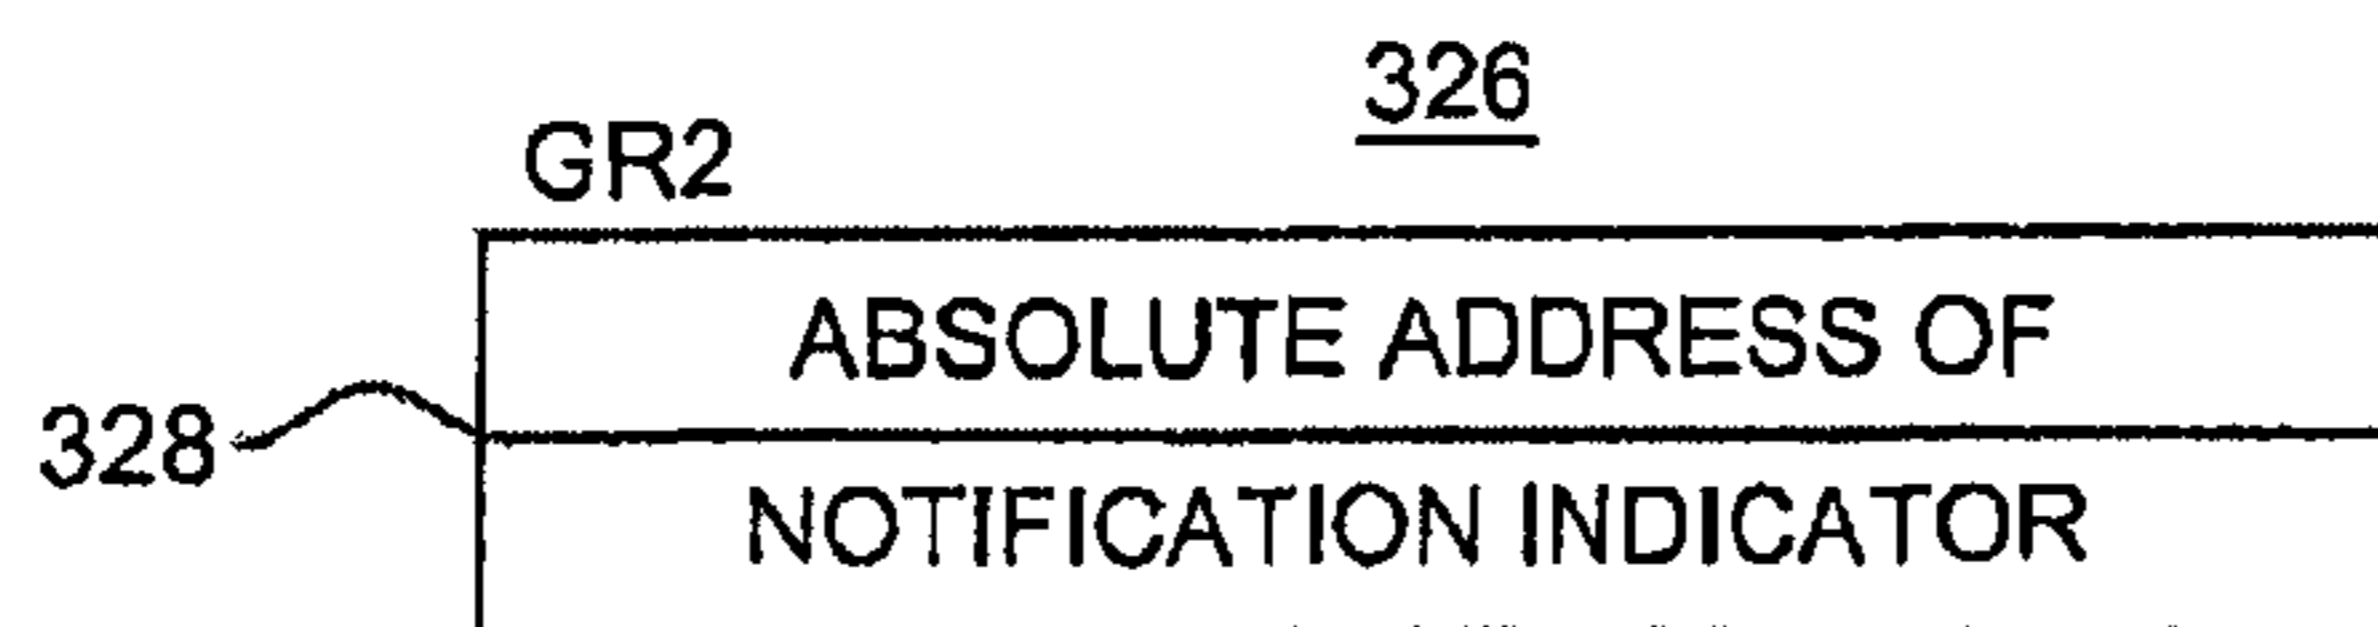 326
GR2
ABSOLUTE ADDRESS OF
328
NOTIFICATION INDICATOR